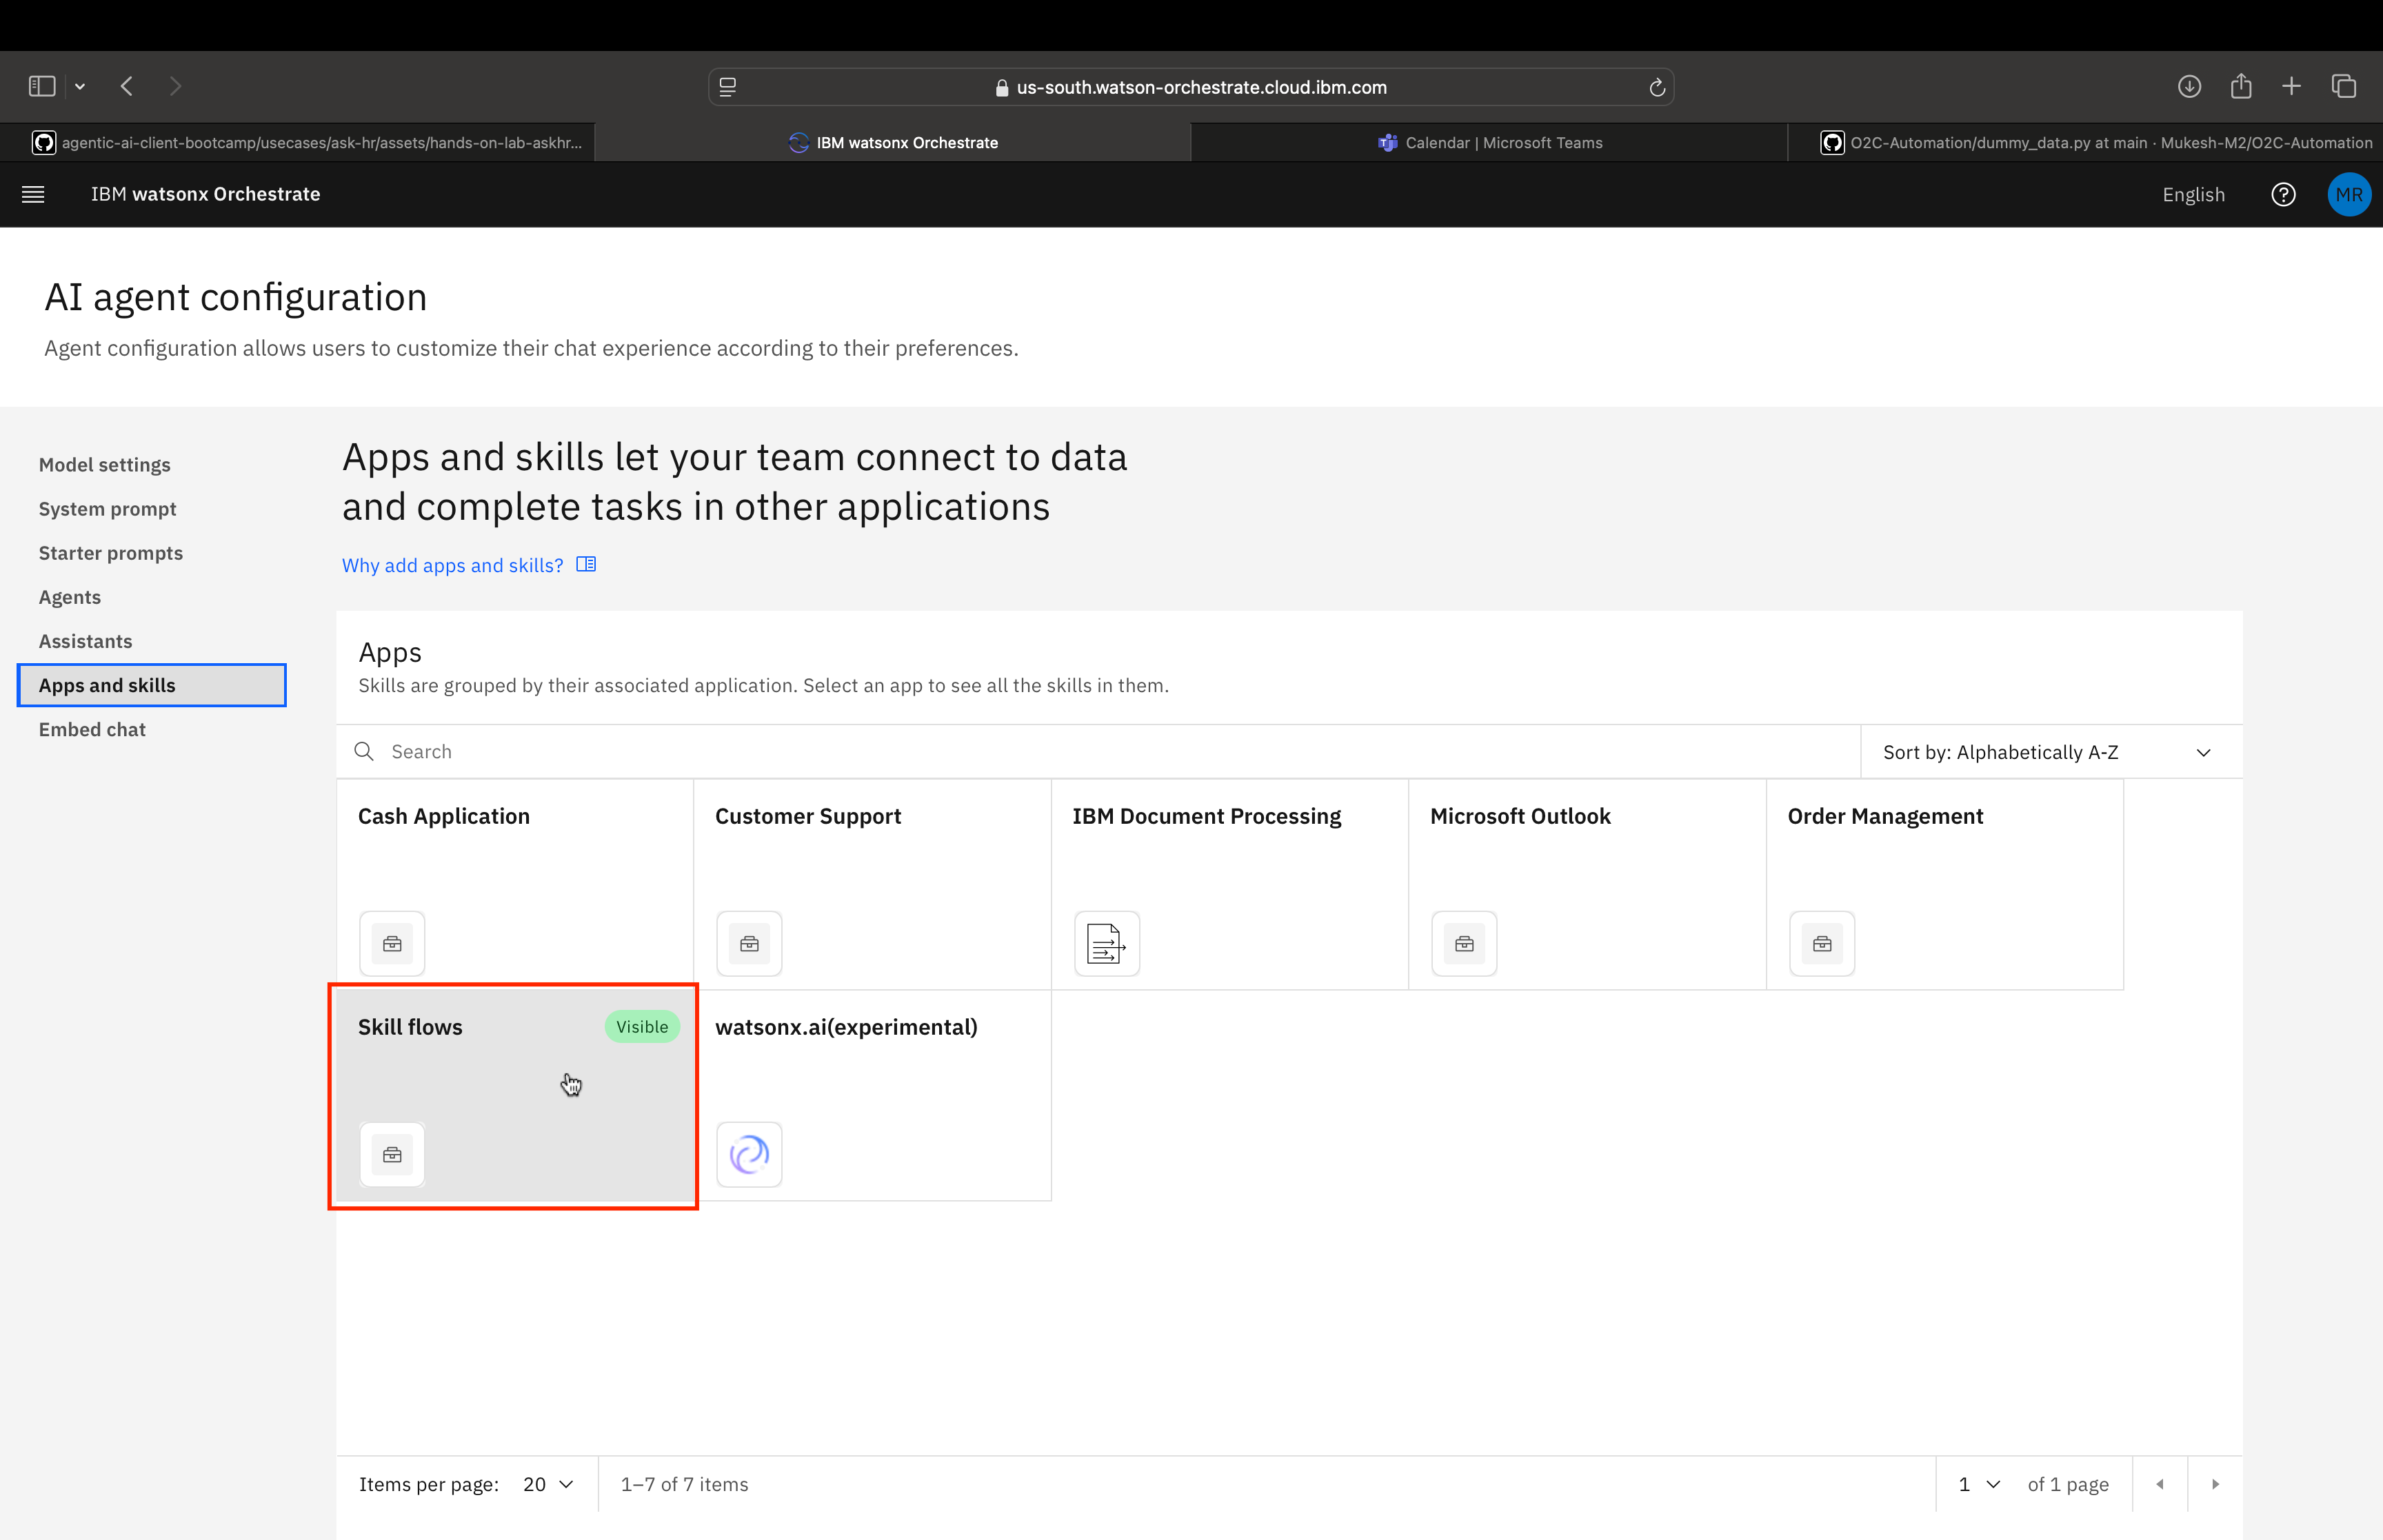 us-south.watson-orchestrate.cloud.ibm.com
agentic-ai-client-bootcamp/usecases/ask-hr/assets/hands-on-lab-askhr...
IBM watsonx Orchestrate
Calendar | Microsoft Teams
O2C-Automation/dummy_data.py at main · Mukesh-M2/O2C-Automation
IBM watsonx Orchestrate
English
MR
AI agent configuration
Agent configuration allows users to customize their chat experience according to their preferences.
Model settings
System prompt
Starter prompts
Agents
Assistants
Apps and skills
Embed chat
Apps and skills let your team connect to data
and complete tasks in other applications
Why add apps and skills?
Apps
Skills are grouped by their associated application. Select an app to see all the skills in them.
Search
Sort by: Alphabetically A-Z
Cash Application
Customer Support
IBM Document Processing
Microsoft Outlook
Order Management
Skill flows
Visible
watsonx.ai(experimental)
Items per page: 20
1–7 of 7 items
1
of 1 page